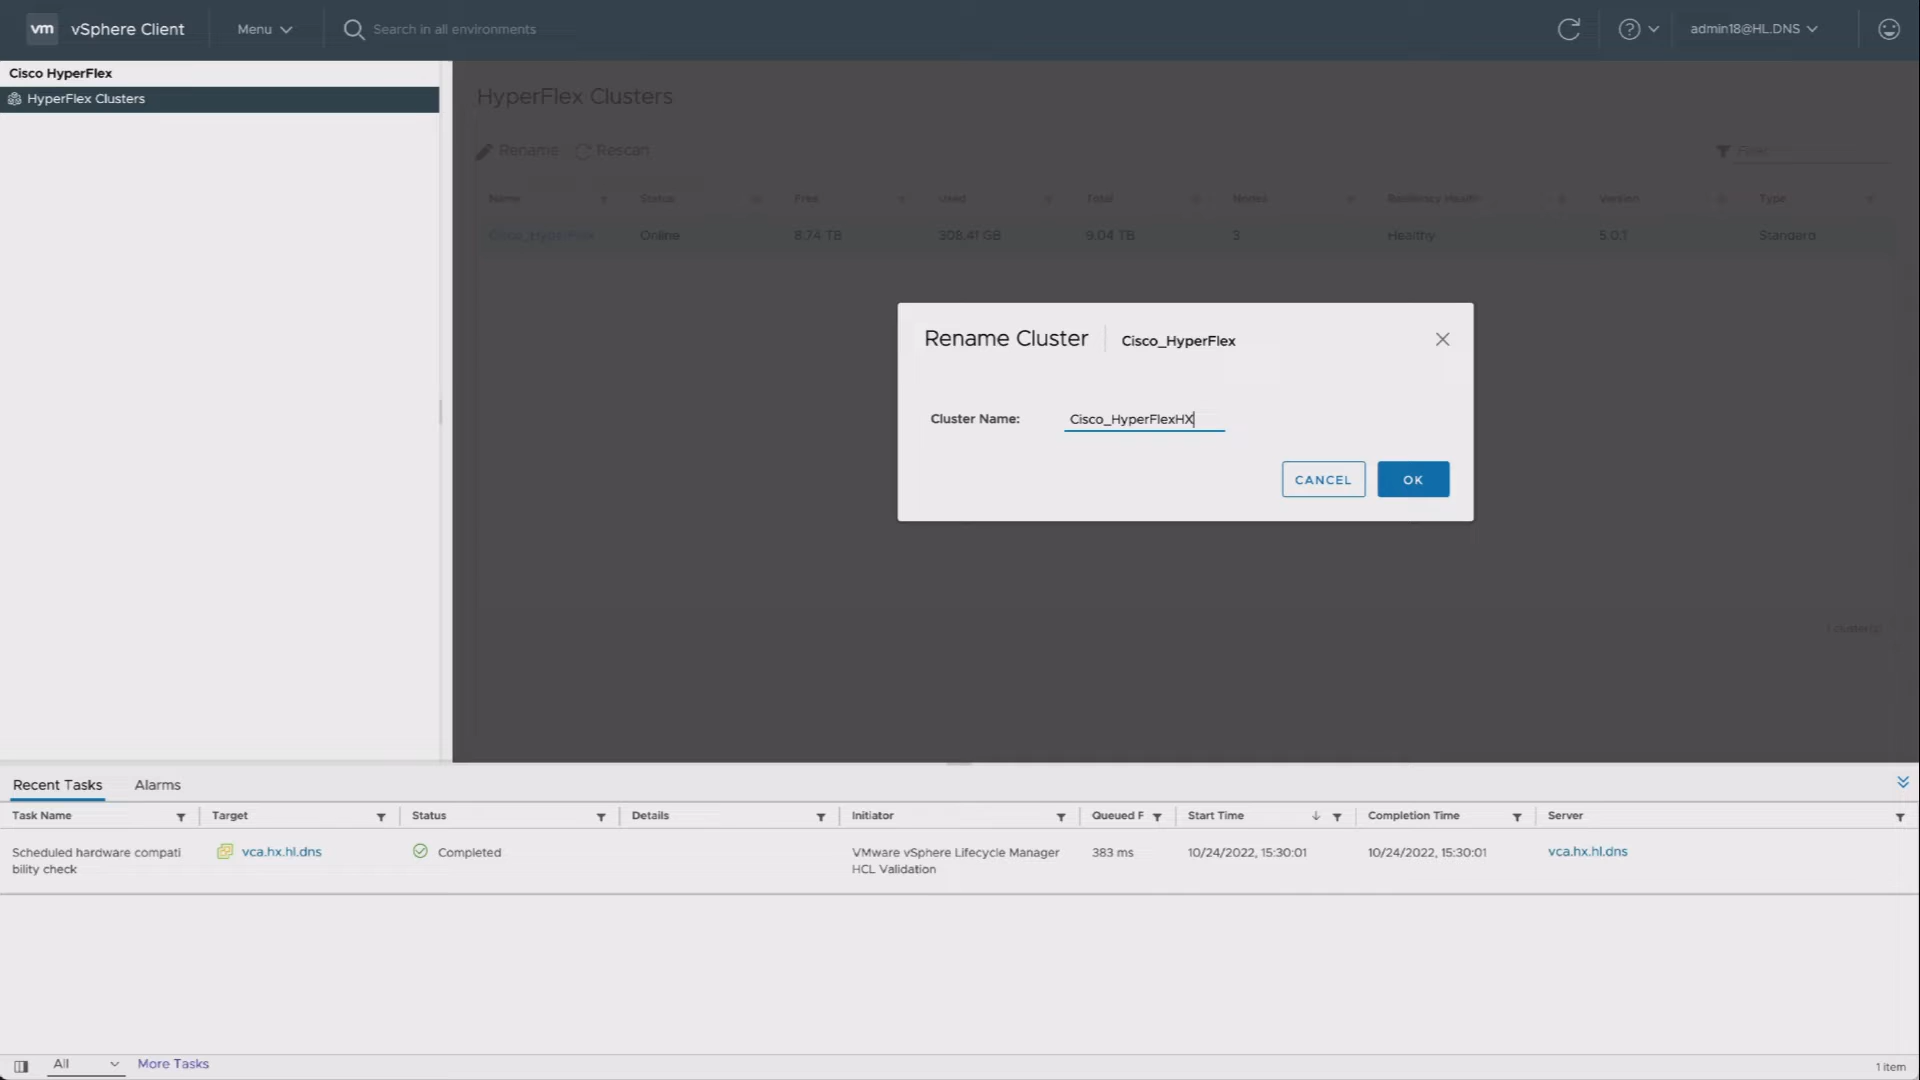 vm vSphere Client Menu Search in all environments admin18@HL.DNS
Cisco HyperFlex
HyperFlex Clusters
HyperFlex Clusters
Rename Rescan Filter
Name Status Free Used Total Nodes Resiliency Health Version Type
Cisco_HyperFlex Online 8.74 TB 308.41 GB 9.04 TB 3 Healthy 5.0.1 Standard
Rename Cluster Cisco_HyperFlex
Cluster Name: Cisco_HyperFlexHX
CANCEL OK
1 cluster(s)
Recent Tasks Alarms
Task Name Target Status Details Initiator Queued F Start Time Completion Time Server
Scheduled hardware compati vca.hx.hl.dns Completed VMware vSphere Lifecycle Manager 383 ms 10/24/2022, 15:30:01 10/24/2022, 15:30:01 vca.hx.hl.dns
bility check HCL Validation
All More Tasks 1 item